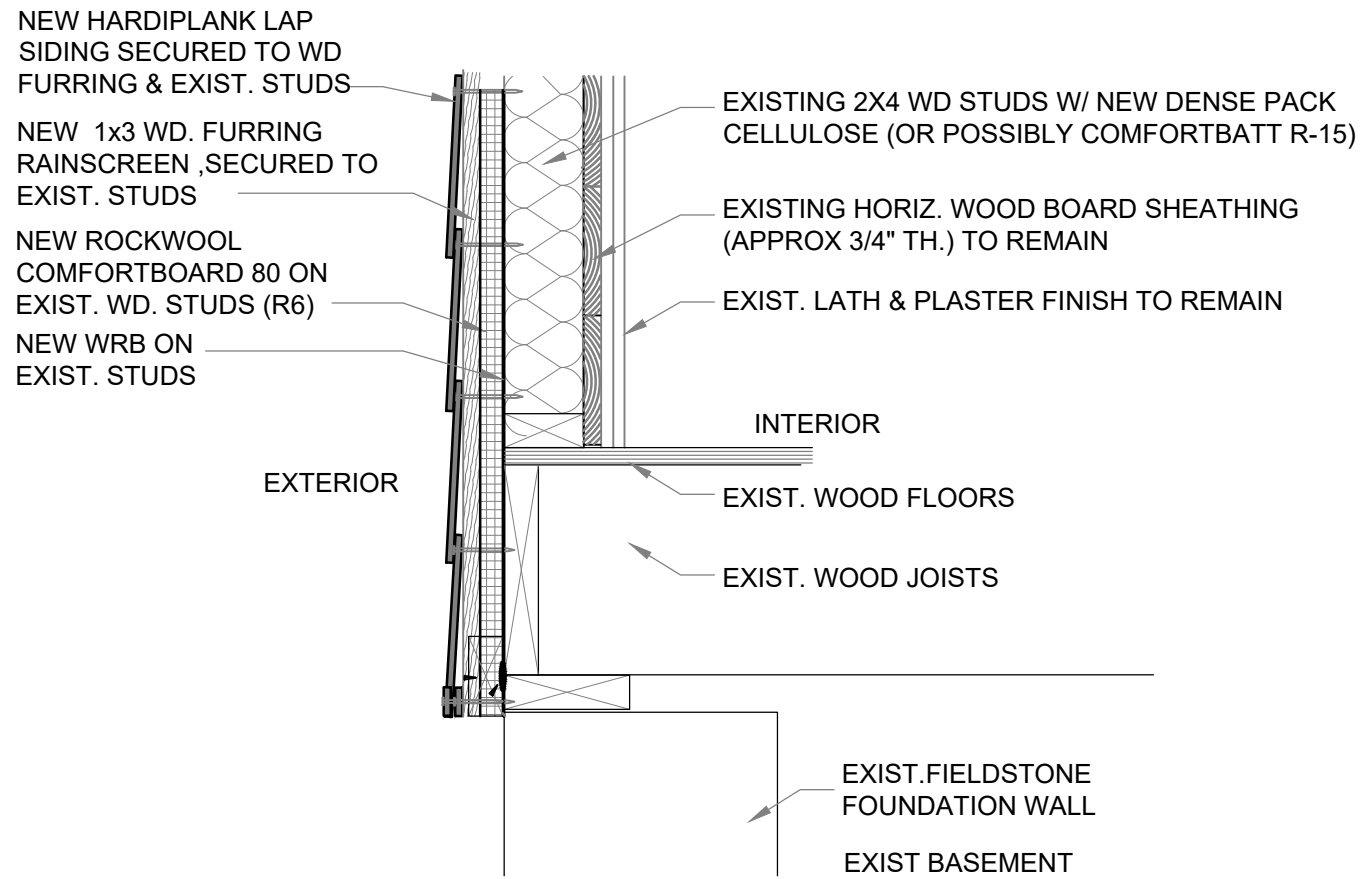 NEW HARDIPLANK LAP
SIDING SECURED TO WD
FURRING & EXIST. STUDS
NEW 1x3 WD. FURRING
RAINSCREEN ,SECURED TO
EXIST. STUDS
NEW ROCKWOOL
COMFORTBOARD 80 ON
EXIST. WD. STUDS (R6)
NEW WRB ON
EXIST. STUDS
EXTERIOR
EXISTING 2X4 WD STUDS W/ NEW DENSE PACK
CELLULOSE (OR POSSIBLY COMFORTBATT R-15)
EXISTING HORIZ. WOOD BOARD SHEATHING
(APPROX 3/4" TH.) TO REMAIN
EXIST. LATH & PLASTER FINISH TO REMAIN
INTERIOR
EXIST. WOOD FLOORS
EXIST. WOOD JOISTS
EXIST.FIELDSTONE
FOUNDATION WALL
EXIST BASEMENT